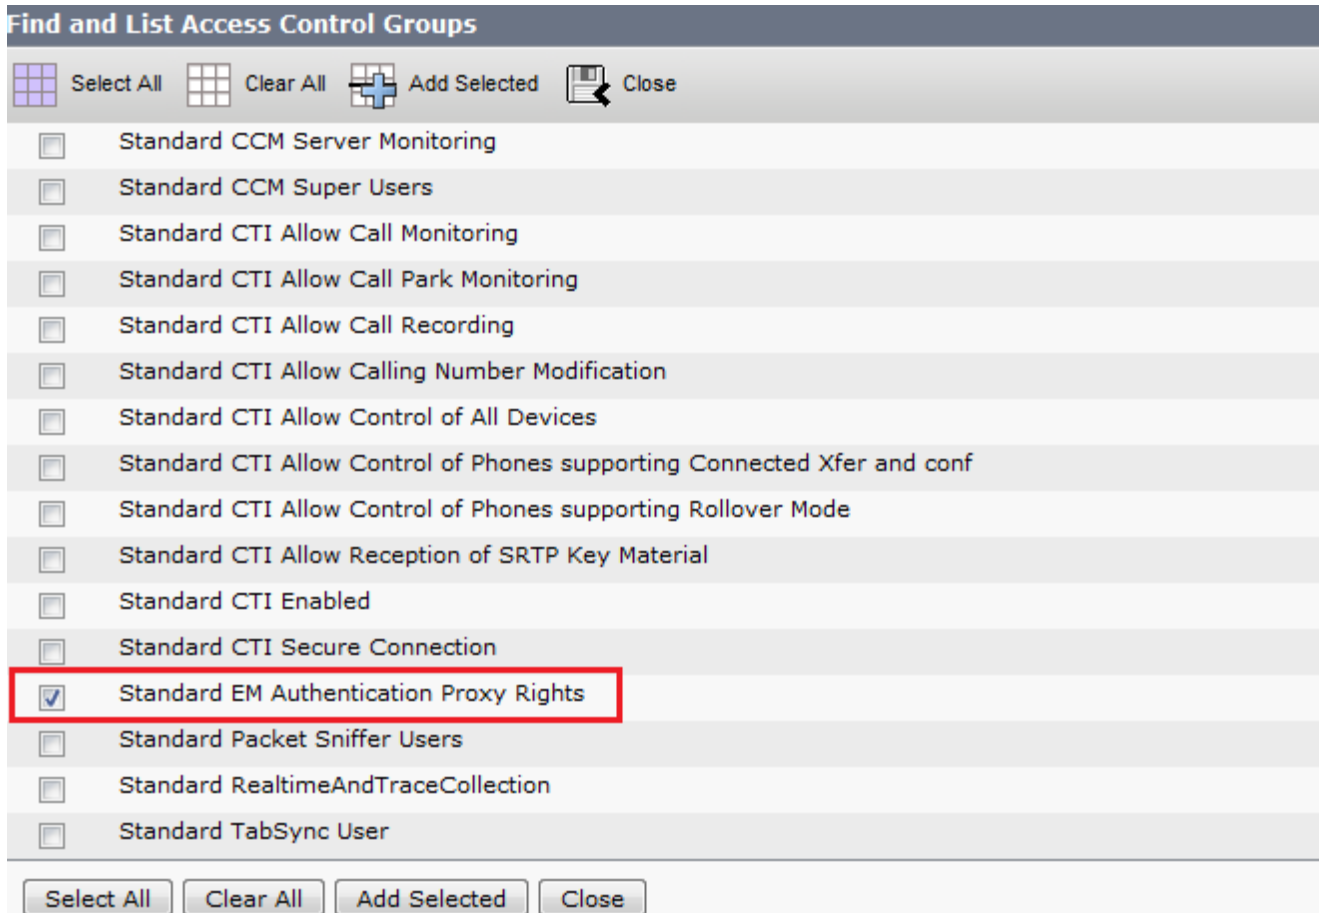 Find and List Access Control Groups
Select All Clear All Add Selected Close
Standard CCM Server Monitoring
Standard CCM Super Users
Standard CTI Allow Call Monitoring
Standard CTI Allow Call Park Monitoring
Standard CTI Allow Call Recording
Standard CTI Allow Calling Number Modification
Standard CTI Allow Control of All Devices
Standard CTI Allow Control of Phones supporting Connected Xfer and conf
Standard CTI Allow Control of Phones supporting Rollover Mode
Standard CTI Allow Reception of SRTP Key Material
Standard CTI Enabled
Standard CTI Secure Connection
Standard EM Authentication Proxy Rights
Standard Packet Sniffer Users
Standard RealtimeAndTraceCollection
Standard TabSync User
Select All Clear All Add Selected Close